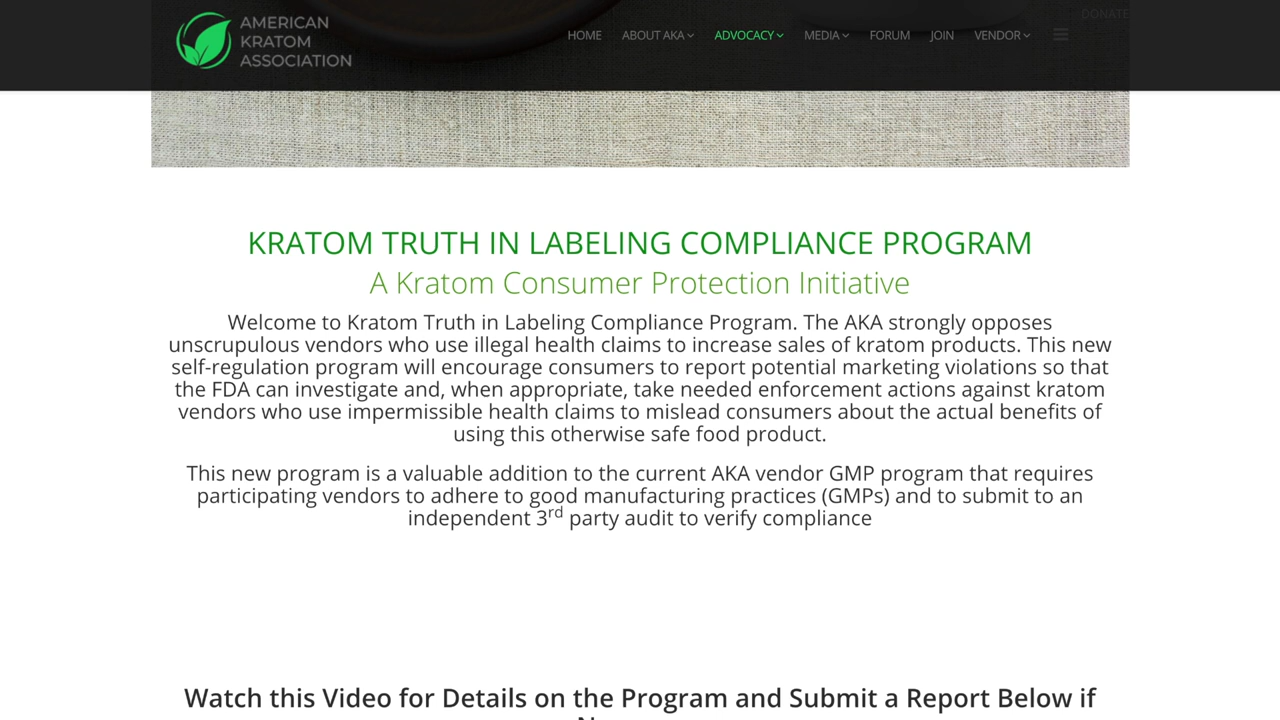 DONATE
AMERICAN
KRATOM
ASSOCIATION
HOME ABOUT AKA ADVOCACY MEDIA FORUM JOIN VENDOR
KRATOM TRUTH IN LABELING COMPLIANCE PROGRAM
A Kratom Consumer Protection Initiative
Welcome to Kratom Truth in Labeling Compliance Program. The AKA strongly opposes
unscrupulous vendors who use illegal health claims to increase sales of kratom products. This new
self-regulation program will encourage consumers to report potential marketing violations so that
the FDA can investigate and, when appropriate, take needed enforcement actions against kratom
vendors who use impermissible health claims to mislead consumers about the actual benefits of
using this otherwise safe food product.
This new program is a valuable addition to the current AKA vendor GMP program that requires
participating vendors to adhere to good manufacturing practices (GMPs) and to submit to an
independent 3rd party audit to verify compliance
Watch this Video for Details on the Program and Submit a Report Below if